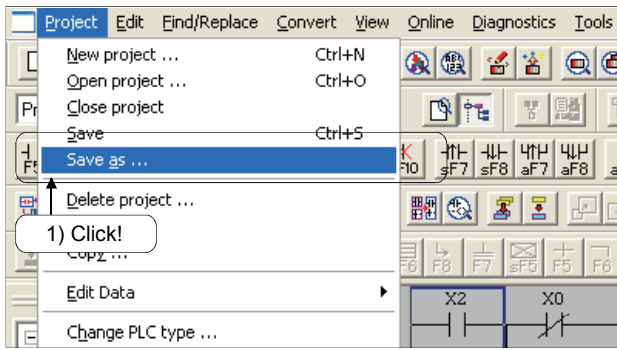 Project Edit Find/Replace Convert View Online Diagnostics Tools
New project ... Ctrl+N
Open project ... Ctrl+O
Close project
Save Ctrl+S
Save as ...
F5 F10 sF7 sF8 aF7 aF8
Delete project ...
1) Click!
Copy ...
F6 F8 F7 sF5 F5 F6
Edit Data
X2 X0
Change PLC type ...